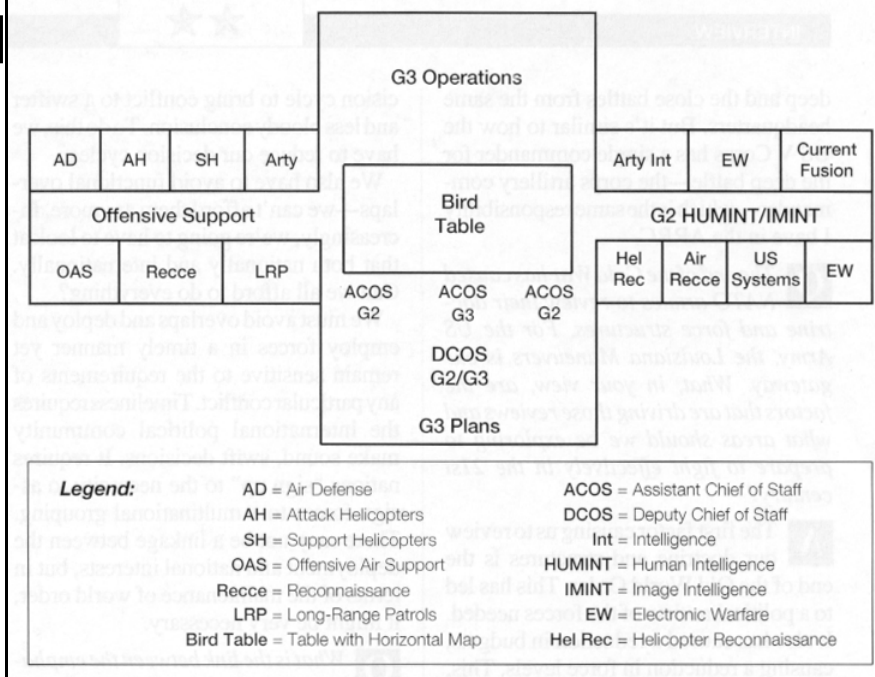 G3 Operations
AD AH SH Arty
Arty Int EW Current
Fusion
Offensive Support
Bird
Table
G2 HUMINT/IMINT
OAS Recce LRP
Hel
Rec
Air
Recce
US
Systems
EW
ACOS
G2
ACOS
G3
ACOS
G2
DCOS
G2/G3
G3 Plans
Legend:
AD = Air Defense
AH = Attack Helicopters
SH = Support Helicopters
OAS = Offensive Air Support
Recce = Reconnaissance
LRP = Long-Range Patrols
Bird Table = Table with Horizontal Map
ACOS = Assistant Chief of Staff
DCOS = Deputy Chief of Staff
Int = Intelligence
HUMINT = Human Intelligence
IMINT = Image Intelligence
EW = Electronic Warfare
Hel Rec = Helicopter Reconnaissance